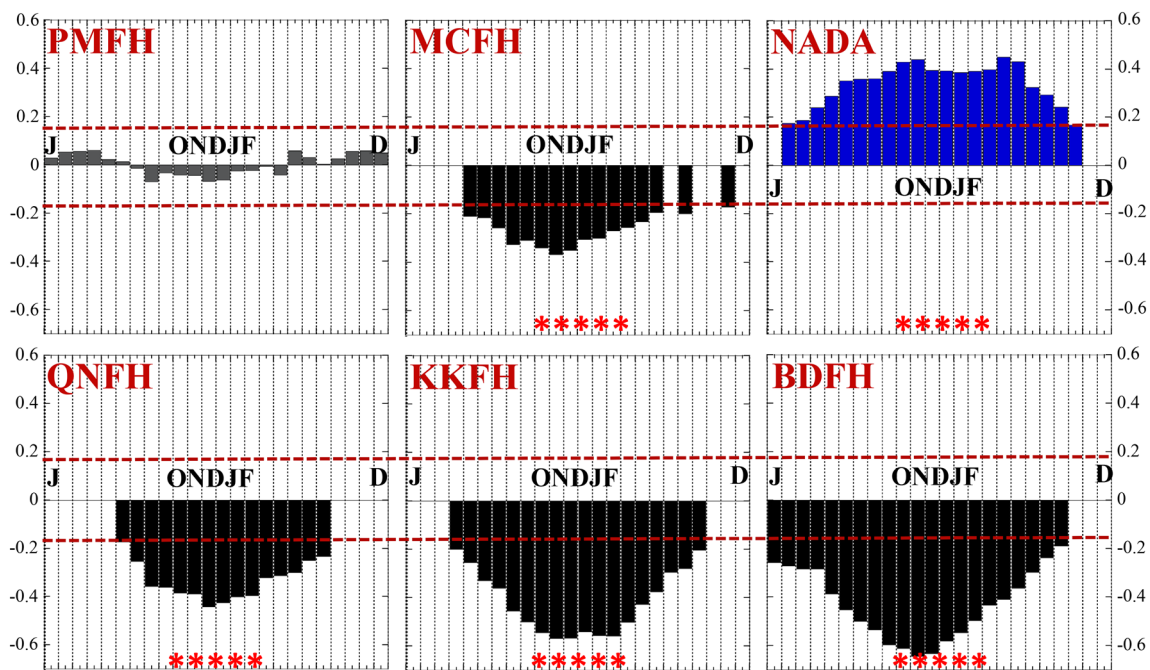 0.6 PMFH MCFH NADA 0.6
0.4 0.4
0.2 0.2
J ONDJF D J ONDJF D
0 0
J ONDJF D
-0.2 -0.2
-0.4 -0.4
-0.6 ***** ***** -0.6
0.6 QNFH KKFH BDFH 0.6
0.4 0.4
0.2 0.2
J ONDJF D J ONDJF D J ONDJF D
0 0
-0.2 -0.2
-0.4 -0.4
-0.6 ***** ***** ***** -0.6